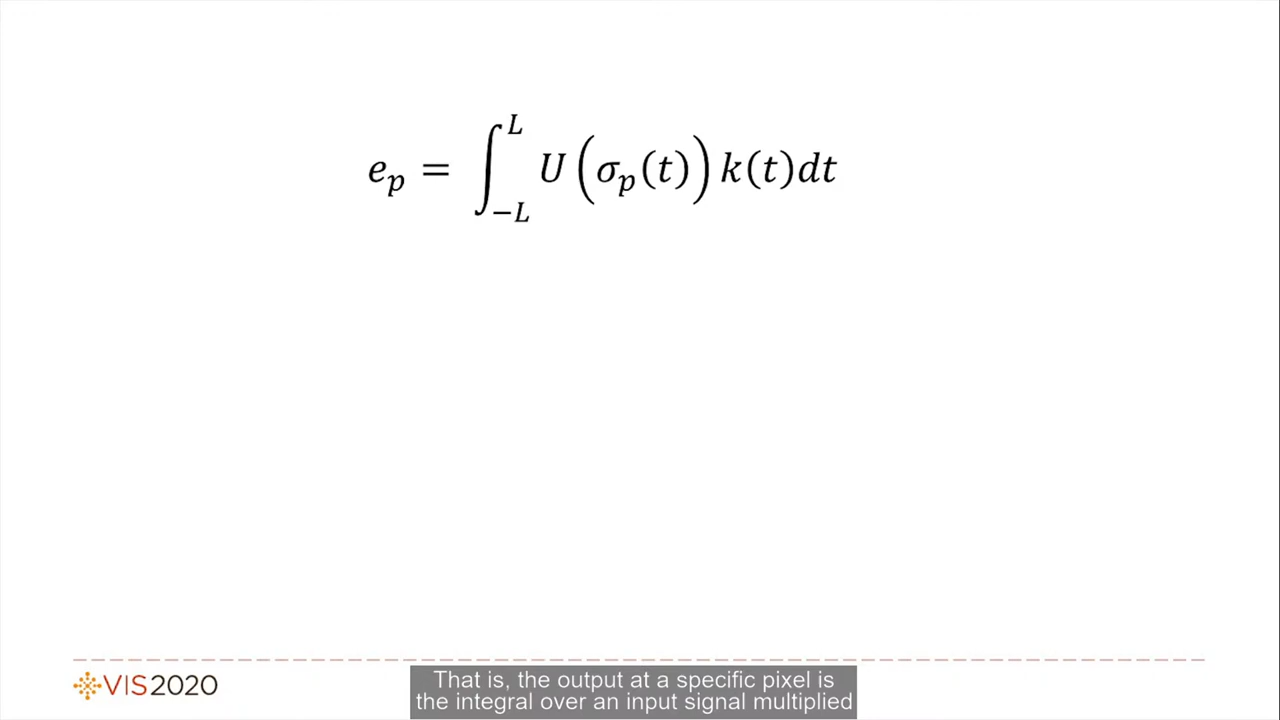 e_p = ∫_{-L}^{L} U(σ_p(t)) k(t)dt
VIS2020
That is, the output at a specific pixel is
the integral over an input signal multiplied